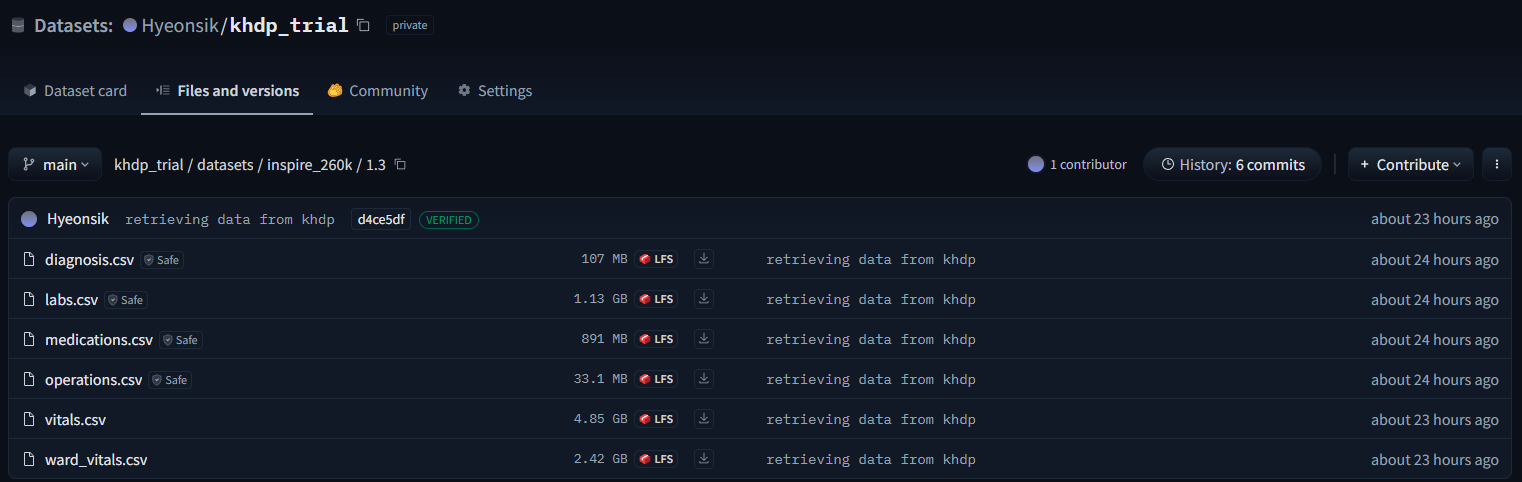 Datasets: Hyeonsik/khdp_trial private
Dataset card Files and versions Community Settings
main khdp_trial / datasets / inspire_260k / 1.3 1 contributor History: 6 commits + Contribute
Hyeonsik retrieving data from khdp d4ce5df VERIFIED about 23 hours ago
diagnosis.csv Safe 107 MB LFS retrieving data from khdp about 24 hours ago
labs.csv Safe 1.13 GB LFS retrieving data from khdp about 24 hours ago
medications.csv Safe 891 MB LFS retrieving data from khdp about 24 hours ago
operations.csv Safe 33.1 MB LFS retrieving data from khdp about 24 hours ago
vitals.csv 4.85 GB LFS retrieving data from khdp about 23 hours ago
ward_vitals.csv 2.42 GB LFS retrieving data from khdp about 23 hours ago